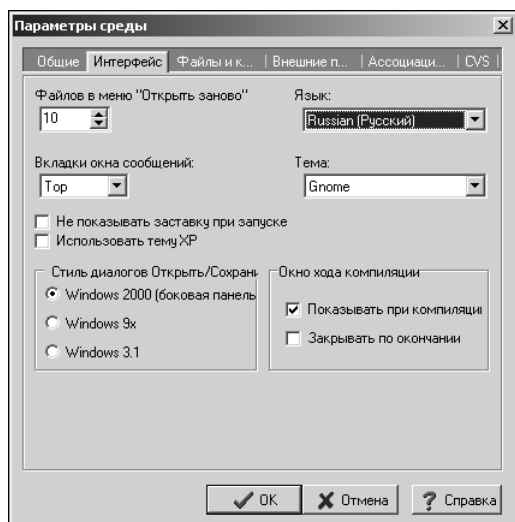 Параметры среды
Общие Интерфейс Файлы и к... Внешние п... Ассоциаци... CVS
Файлов в меню "Открыть заново" Язык:
10 Russian (Русский)
Вкладки окна сообщений: Тема:
Top Gnome
Не показывать заставку при запуске
Использовать тему XP
Стиль диалогов Открыть/Сохрани Окно хода компиляции
Windows 2000 (боковая панель Показывать при компиляци
Windows 9x Закрывать по окончании
Windows 3.1
OK Отмена Справка